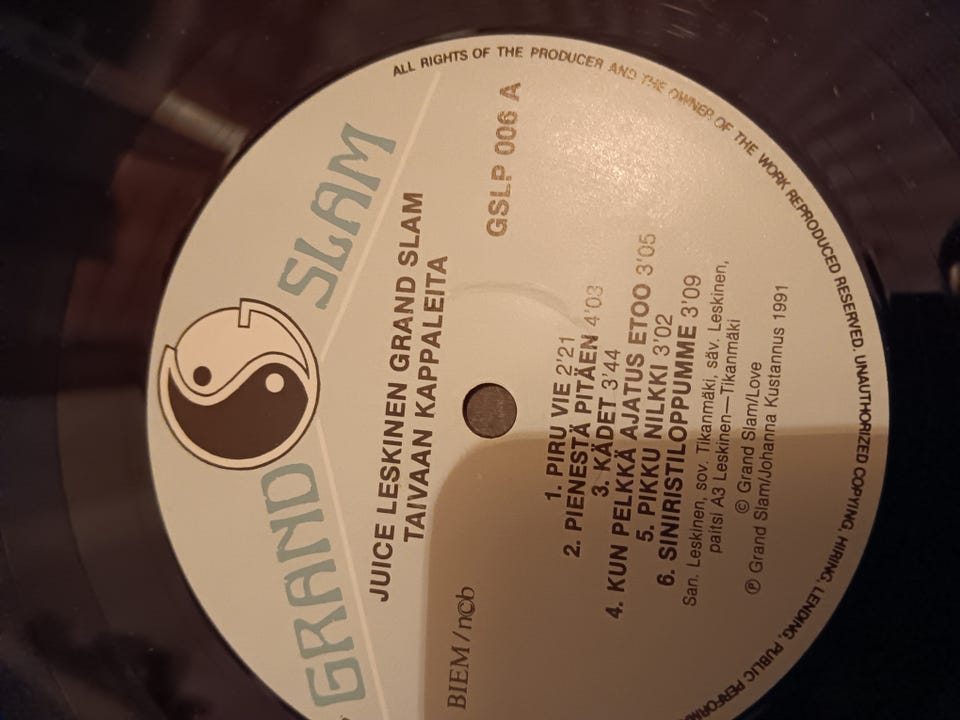 GRAND SLAM
JUICE LESKINEN GRAND SLAM
TAIVAAN KAPPALEITA
BIEM/n©b
GSLP 006 A
1. PIRU VIE 2'21
2. PIENESTÄ PITÄEN 4'03
3. KÄDET 3'44
4. KUN PELKKÄ AJATUS ETOO 3'05
5. PIKKU NILKKI 3'02
6. SINIRISTILOPPUMME 3'09
San. Leskinen, sov. Tikanmäki, säv. Leskinen,
paitsi A3 Leskinen—Tikanmäki
© Grand Slam/Love
℗ Grand Slam/Johanna Kustannus 1991
ALL RIGHTS OF THE PRODUCER AND THE OWNER OF THE WORK REPRODUCED RESERVED. UNAUTHORIZED COPYING, HIRING, LENDING, PUBLIC